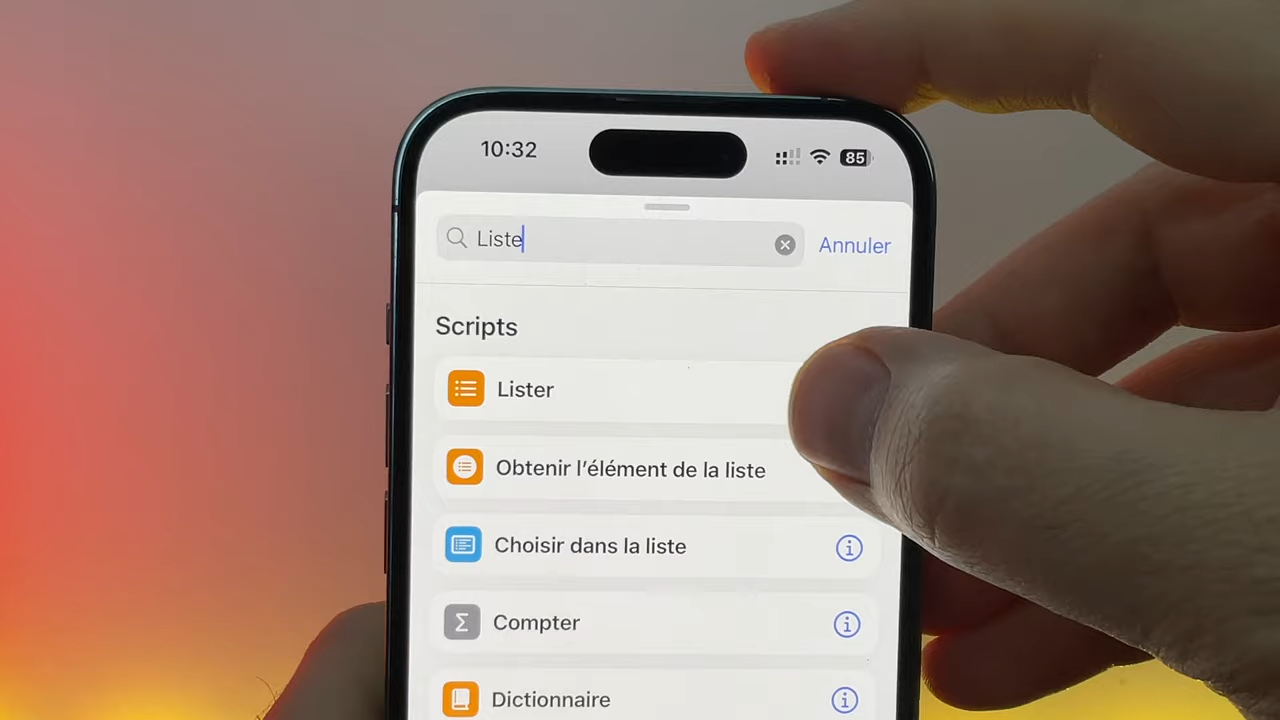 10:32
85
Liste
Annuler
Scripts
Lister
Obtenir l'élément de la liste
Choisir dans la liste
Compter
Dictionnaire